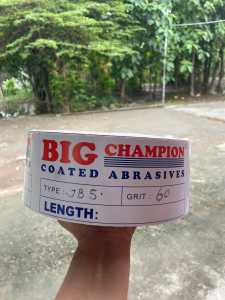 BIG CHAMPION
COATED ABRASIVES
TYPE :- JB5. GRIT : 60
LENGTH: